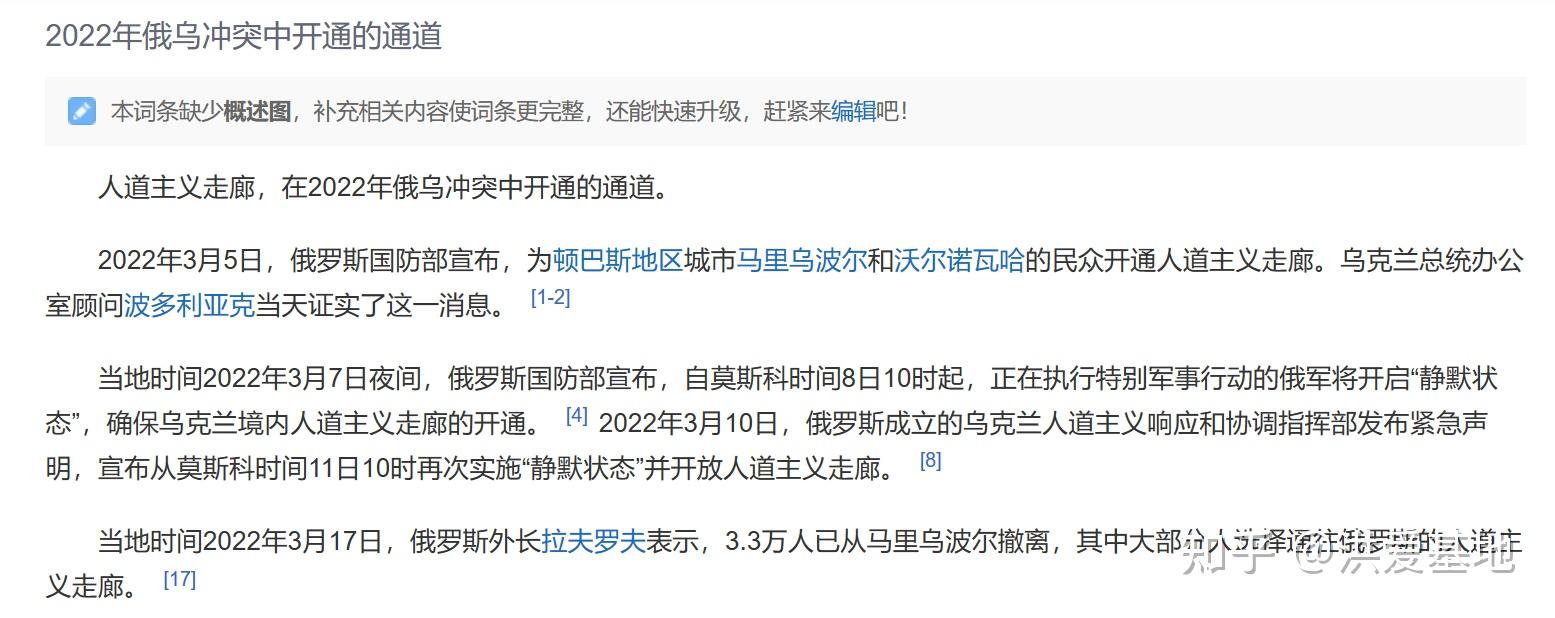 2022年俄乌冲突中开通的通道
本词条缺少概述图，补充相关内容使词条更完整，还能快速升级，赶紧来编辑吧！
人道主义走廊，在2022年俄乌冲突中开通的通道。
2022年3月5日，俄罗斯国防部宣布，为顿巴斯地区城市马里乌波尔和沃尔诺瓦哈的民众开通人道主义走廊。乌克兰总统办公
室顾问波多利亚克当天证实了这一消息。 [1-2]
当地时间2022年3月7日夜间，俄罗斯国防部宣布，自莫斯科时间8日10时起，正在执行特别军事行动的俄军将开启“静默状
态”，确保乌克兰境内人道主义走廊的开通。 [4] 2022年3月10日，俄罗斯成立的乌克兰人道主义响应和协调指挥部发布紧急声
明，宣布从莫斯科时间11日10时再次实施“静默状态”并开放人道主义走廊。 [8]
当地时间2022年3月17日，俄罗斯外长拉夫罗夫表示，3.3万人已从马里乌波尔撤离，其中大部分人选择通往俄罗斯的人道主
义走廊。 [17]
知乎 @洪爱基地